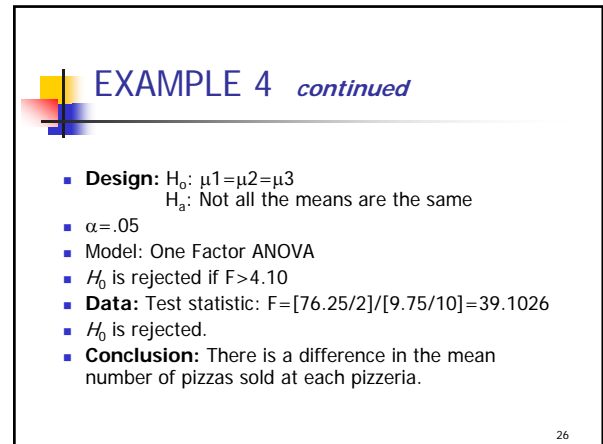 EXAMPLE 4 continued
Design: Ho: μ1=μ2=μ3
Ha: Not all the means are the same
α=.05
Model: One Factor ANOVA
H0 is rejected if F>4.10
Data: Test statistic: F=[76.25/2]/[9.75/10]=39.1026
H0 is rejected.
Conclusion: There is a difference in the mean
number of pizzas sold at each pizzeria.
26